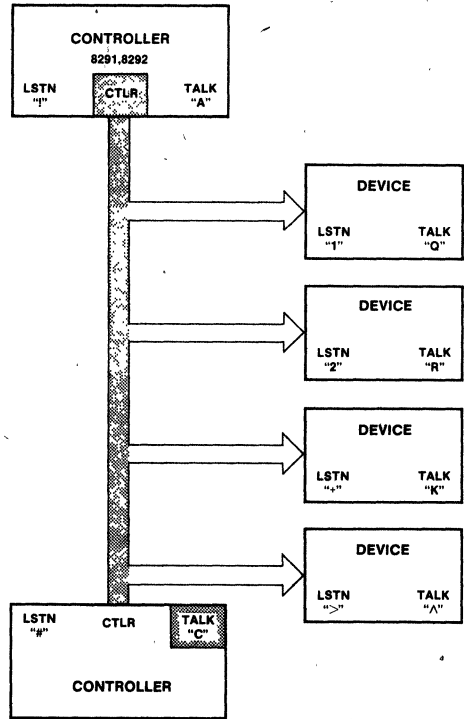 CONTROLLER
8291,8292
LSTN CTLR TALK
"!" "A"
DEVICE
LSTN TALK
"1" "Q"
DEVICE
LSTN TALK
"2" "R"
DEVICE
LSTN TALK
"+" "K"
DEVICE
LSTN TALK
">" "^"
LSTN CTLR TALK
"#" "C"
CONTROLLER